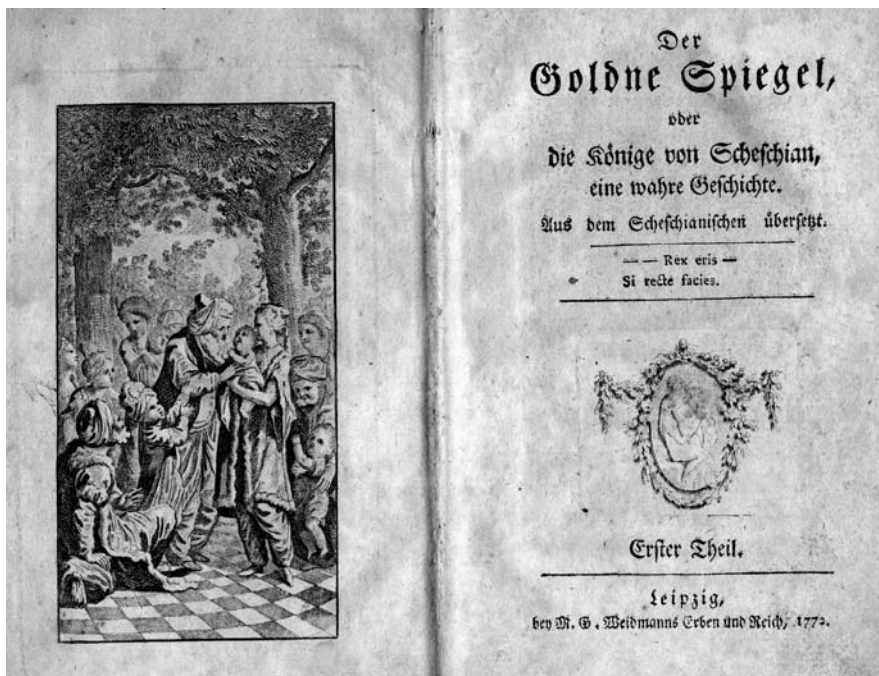 Der
Goldne Spiegel,
oder
die Könige von Scheschian,
eine wahre Geschichte.
Aus dem Scheschianischen übersetzt.
— — Rex eris —
Si recte facies.
Erster Theil.
Leipzig,
bey M. G. Weidmanns Erben und Reich, 1772.